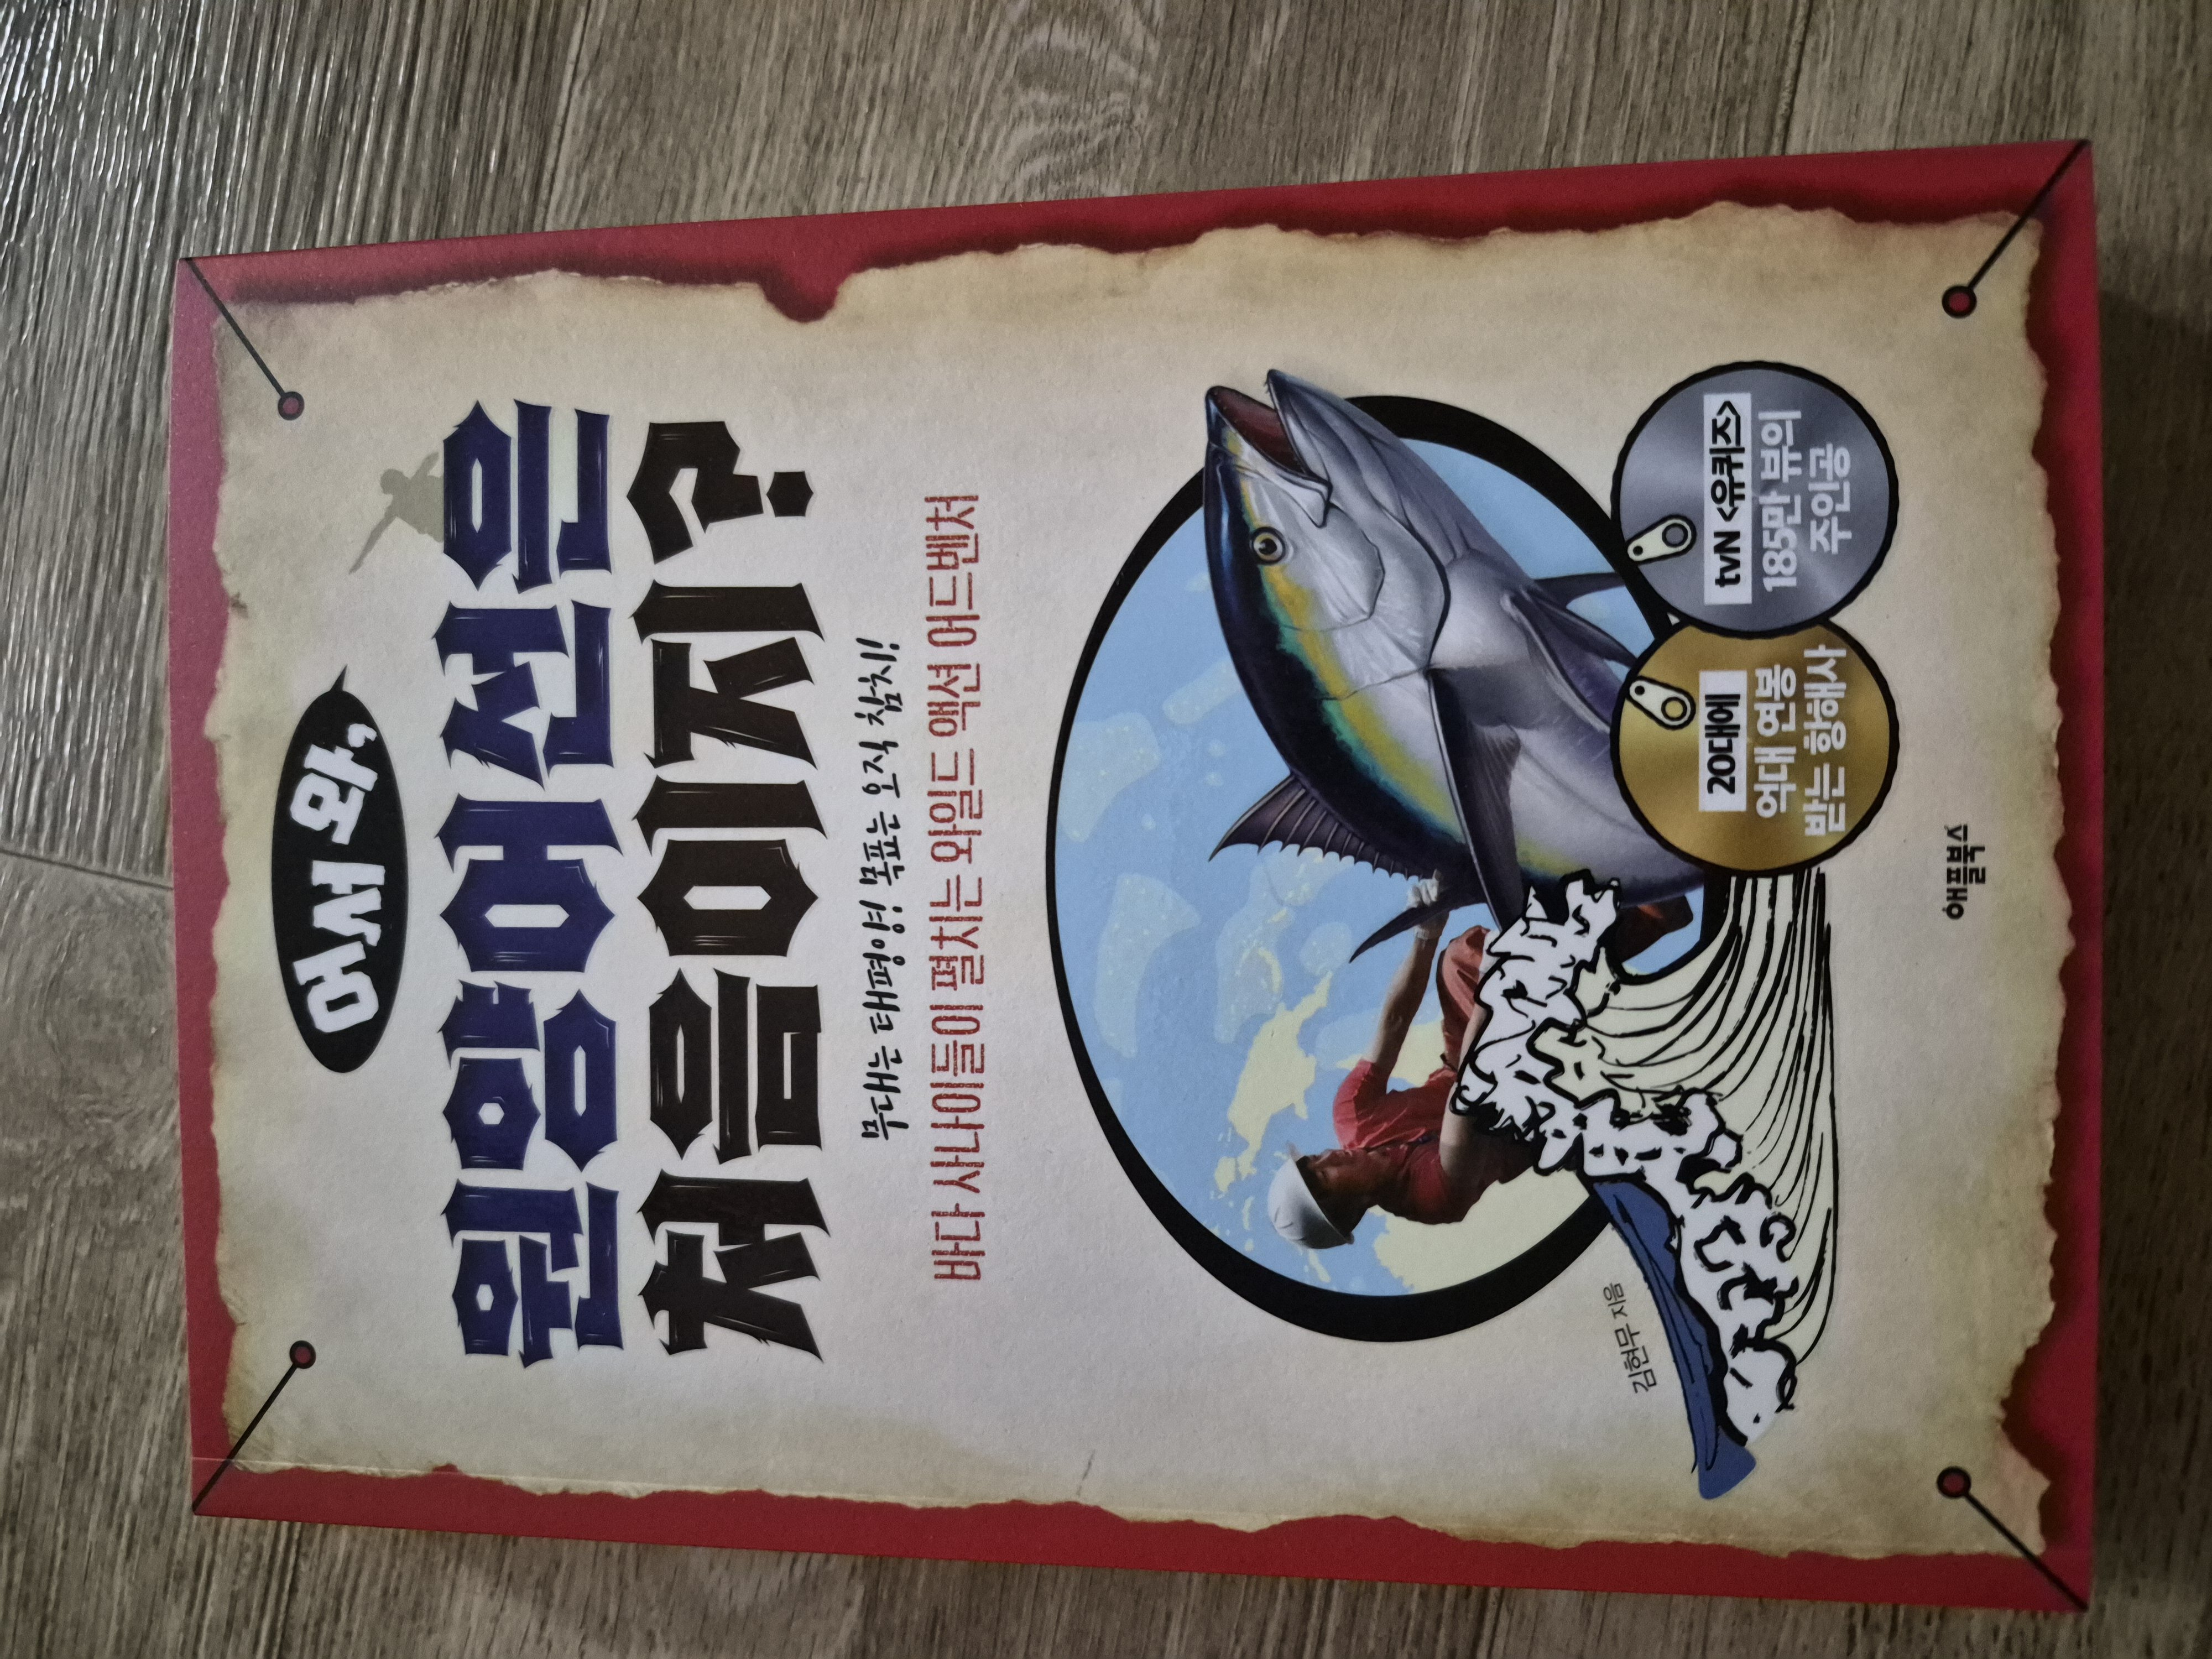 어서 와,
원양어선은
처음이지?
무대는 태평양! 목표는 오직 참치!
바다 사나이들이 펼치는 와일드 액션 어드벤처
김현무 지음
20대에
억대 연봉
받는 항해사
tvN <유퀴즈>
185만 뷰의
주인공
애플북스